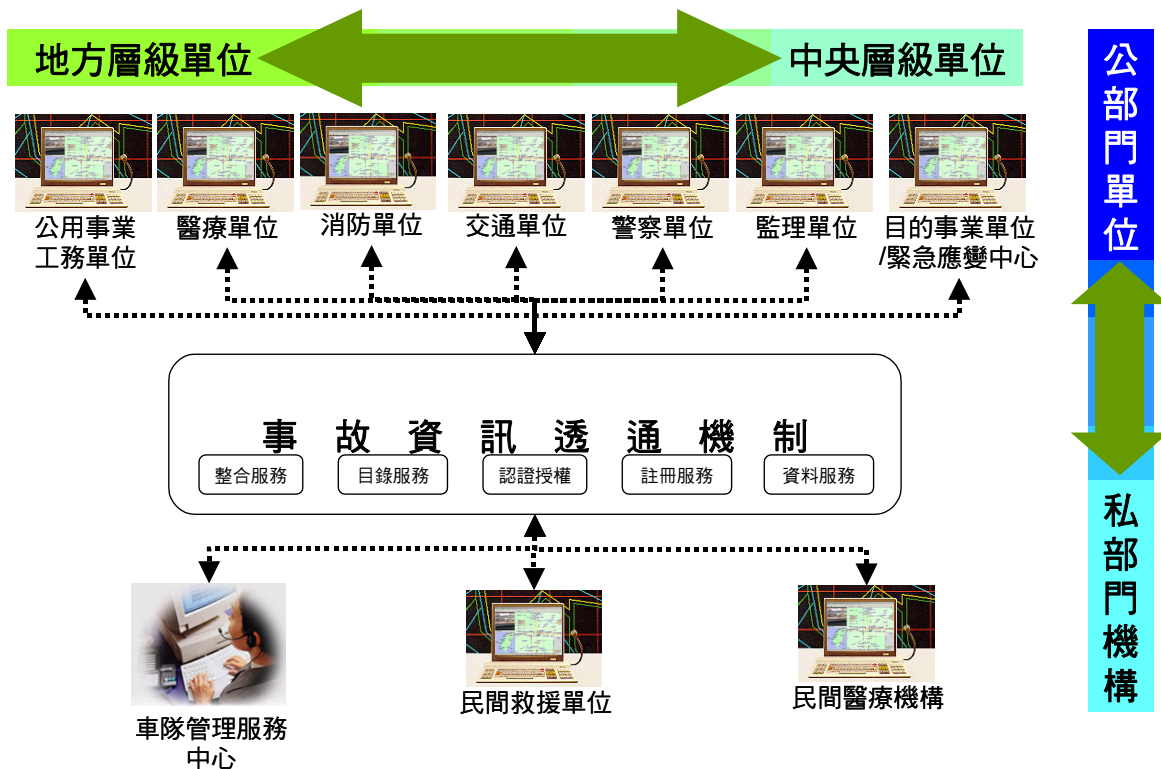 地方層級單位
中央層級單位
公部門單位
公用事業
工務單位
醫療單位
消防單位
交通單位
警察單位
監理單位
目的事業單位
/緊急應變中心
事故資訊透通機制
整合服務
目錄服務
認證授權
註冊服務
資料服務
私部門機構
車隊管理服務
中心
民間救援單位
民間醫療機構